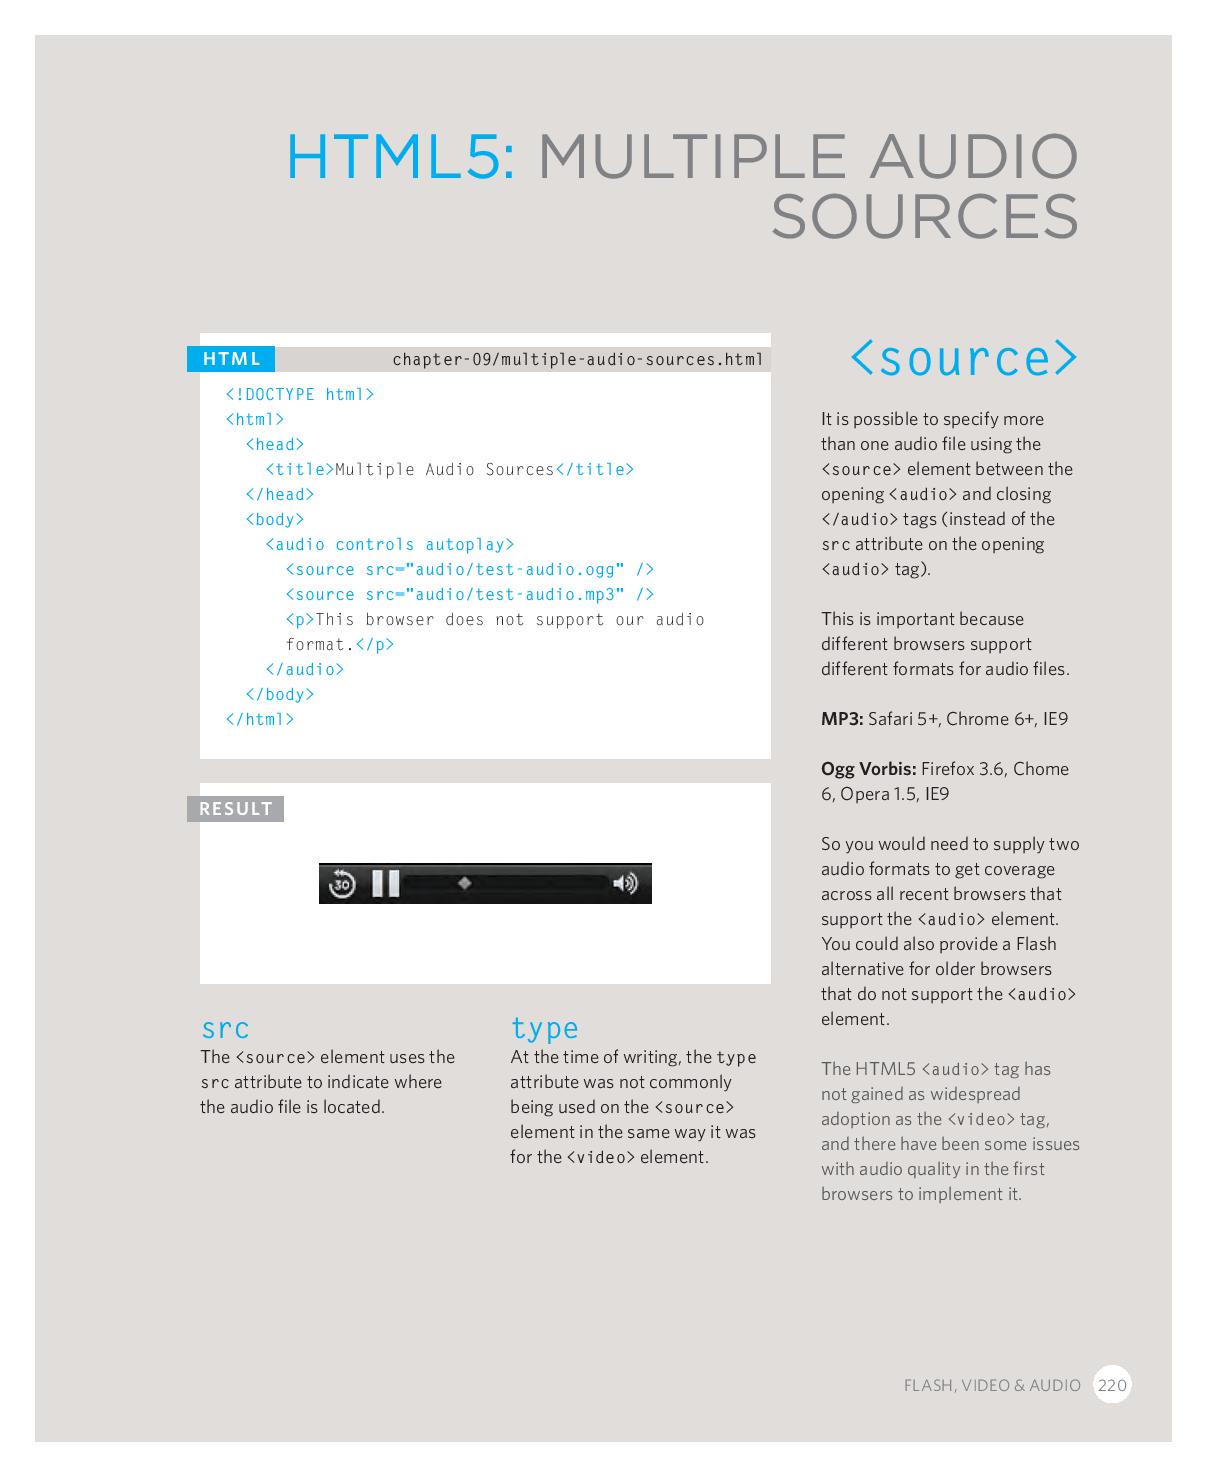 HTML5: MULTIPLE AUDIO
SOURCES
HTML
chapter-09/multiple-audio-sources.html
<!DOCTYPE html>
<html>
<head>
<title>Multiple Audio Sources</title>
</head>
<body>
<audio controls autoplay>
<source src="audio/test-audio.ogg" />
<source src="audio/test-audio.mp3" />
<p>This browser does not support our audio
format.</p>
</audio>
</body>
</html>
RESULT
30
src
The <source> element uses the
src attribute to indicate where
the audio file is located.
type
At the time of writing, the type
attribute was not commonly
being used on the <source>
element in the same way it was
for the <video> element.
<source>
It is possible to specify more
than one audio file using the
<source> element between the
opening <audio> and closing
</audio> tags (instead of the
src attribute on the opening
<audio> tag).
This is important because
different browsers support
different formats for audio files.
MP3: Safari 5+, Chrome 6+, IE9
Ogg Vorbis: Firefox 3.6, Chome
6, Opera 1.5, IE9
So you would need to supply two
audio formats to get coverage
across all recent browsers that
support the <audio> element.
You could also provide a Flash
alternative for older browsers
that do not support the <audio>
element.
The HTML5 <audio> tag has
not gained as widespread
adoption as the <video> tag,
and there have been some issues
with audio quality in the first
browsers to implement it.
FLASH, VIDEO & AUDIO 220